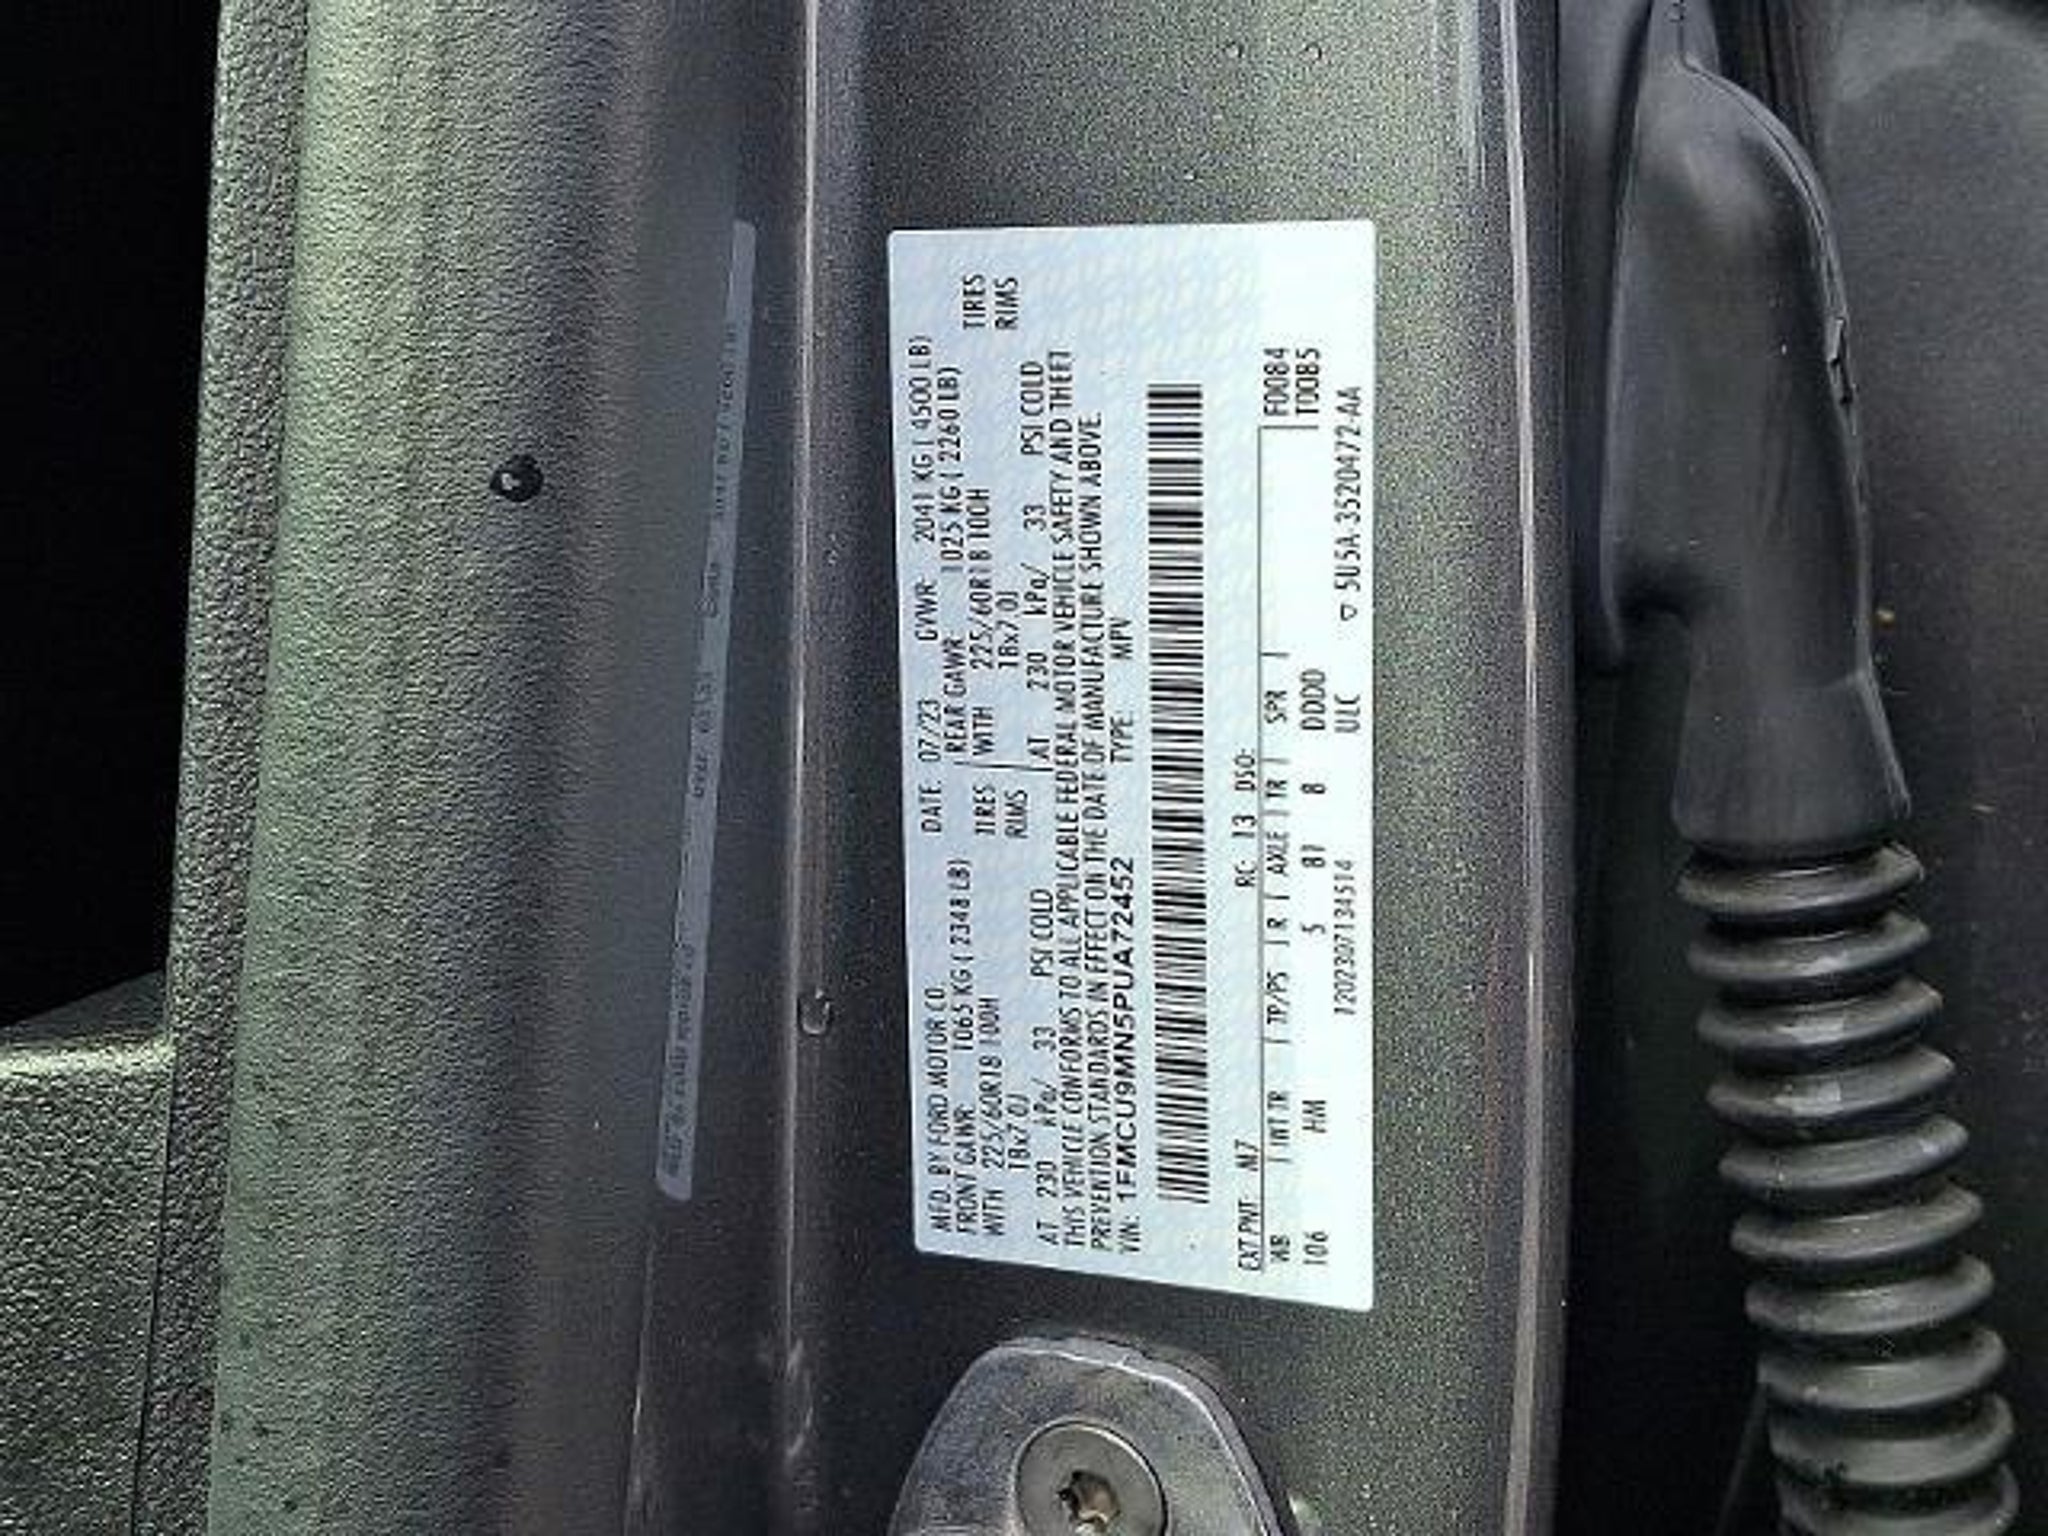 MFD. BY FORD MOTOR CO. DATE: 07/23 GVWR: 2041 KG ( 4500 LB)
FRONT GAWR: 1065 KG ( 2348 LB) REAR GAWR: 1025 KG ( 2260 LB)
WITH 225/60R18 100H TIRES WITH 225/60R18 100H TIRES
18x7.0J RIMS 18x7.0J RIMS
AT 230 kPa/ 33 PSI COLD AT 230 kPa/ 33 PSI COLD
THIS VEHICLE CONFORMS TO ALL APPLICABLE FEDERAL MOTOR VEHICLE SAFETY AND THEFT
PREVENTION STANDARDS IN EFFECT ON THE DATE OF MANUFACTURE SHOWN ABOVE.
VIN: 1FMCU9MN5PUA72452 TYPE: MPV
EXT PNT: M7 RC: 13 DSO: F0084
WB INT TR TP/PS R AXLE TR SPR T0085
106 HM 5 87 8 DDDD
12023071134514 ULC ▽ 5U5A-3520472-AA